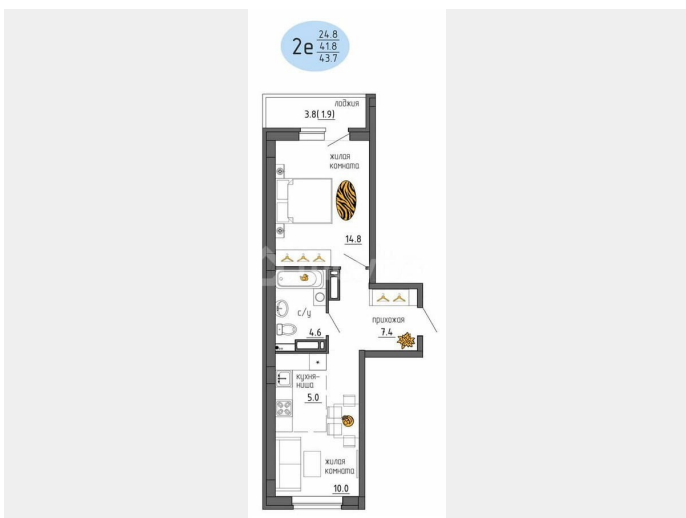 2е 24.8
41.8
43.7
лоджия
3.8(1.9)
жилая
комната
14.8
с/у
4.6
прихожая
7.4
кухня-
ниша
5.0
жилая
комната
10.0